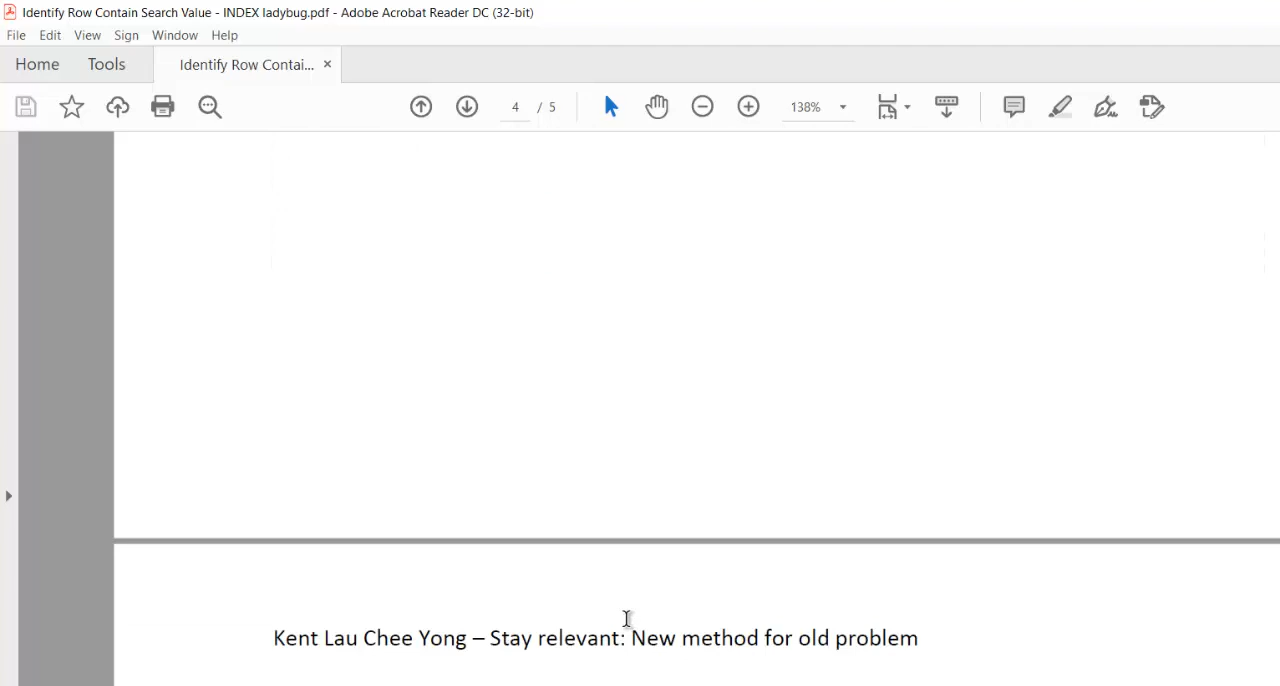 Identify Row Contain Search Value - INDEX ladybug.pdf - Adobe Acrobat Reader DC (32-bit)
File Edit View Sign Window Help
Home Tools Identify Row Contai... ×
4 / 5 138%
Kent Lau Chee Yong – Stay relevant: New method for old problem